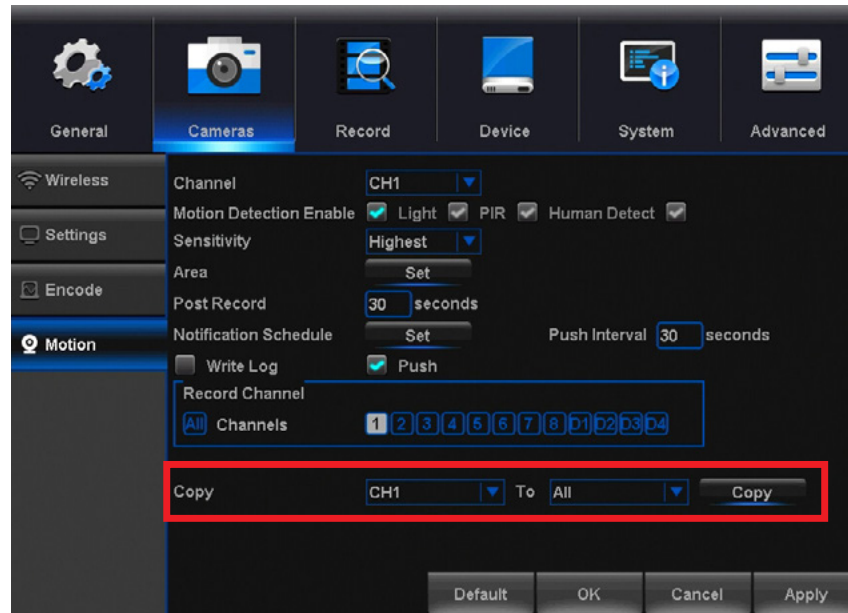 General Cameras Record Device System Advanced
Wireless
Settings
Encode
Motion
Channel CH1
Motion Detection Enable Light PIR Human Detect
Sensitivity Highest
Area Set
Post Record 30 seconds
Notification Schedule Set Push Interval 30 seconds
Write Log Push
Record Channel
All Channels 1 2 3 4 5 6 7 8 D1 D2 D3 D4
Copy CH1 To All Copy
Default OK Cancel Apply